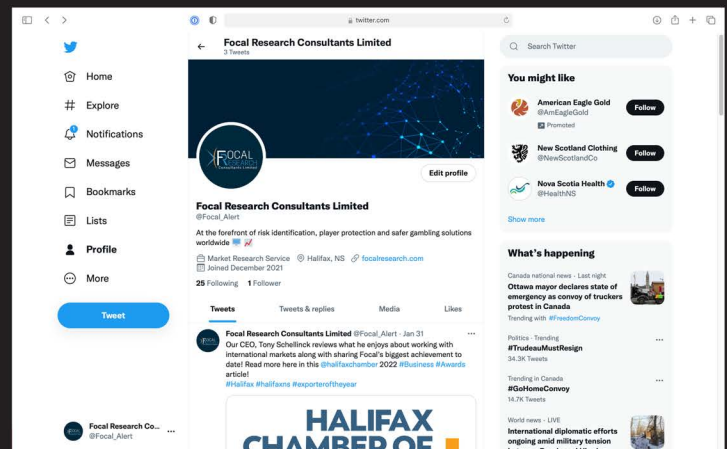 twitter.com
Home
Explore
Notifications
Messages
Bookmarks
Lists
Profile
More
Tweet
Focal Research Co...
@Focal_Alert
Focal Research Consultants Limited
3 Tweets
FOCAL
RESEARCH
Consultants Limited
Edit profile
Focal Research Consultants Limited
@Focal_Alert
At the forefront of risk identification, player protection and safer gambling solutions
worldwide
Market Research Service Halifax, NS focalresearch.com
Joined December 2021
25 Following 1 Follower
Tweets Tweets & replies Media Likes
Focal Research Consultants Limited @Focal_Alert · Jan 31
Our CEO, Tony Schellinck reviews what he enjoys about working with
international markets along with sharing Focal's biggest achievement to
date! Read more here in this @halifaxchamber 2022 #Business #Awards
article!
#Halifax #halifaxns #exporteroftheyear
HALIFAX
CHAMBER OF
Search Twitter
You might like
American Eagle Gold
@AmEagleGold
Promoted
Follow
New Scotland Clothing
@NewScotlandCo
Follow
Nova Scotia Health
@HealthNS
Follow
Show more
What's happening
Canada national news · Last night
Ottawa mayor declares state of
emergency as convoy of truckers
protest in Canada
Trending with #FreedomConvoy
Politics · Trending
#TrudeauMustResign
34.3K Tweets
Trending in Canada
#GoHomeConvoy
14.7K Tweets
World news · LIVE
International diplomatic efforts
ongoing amid military tension